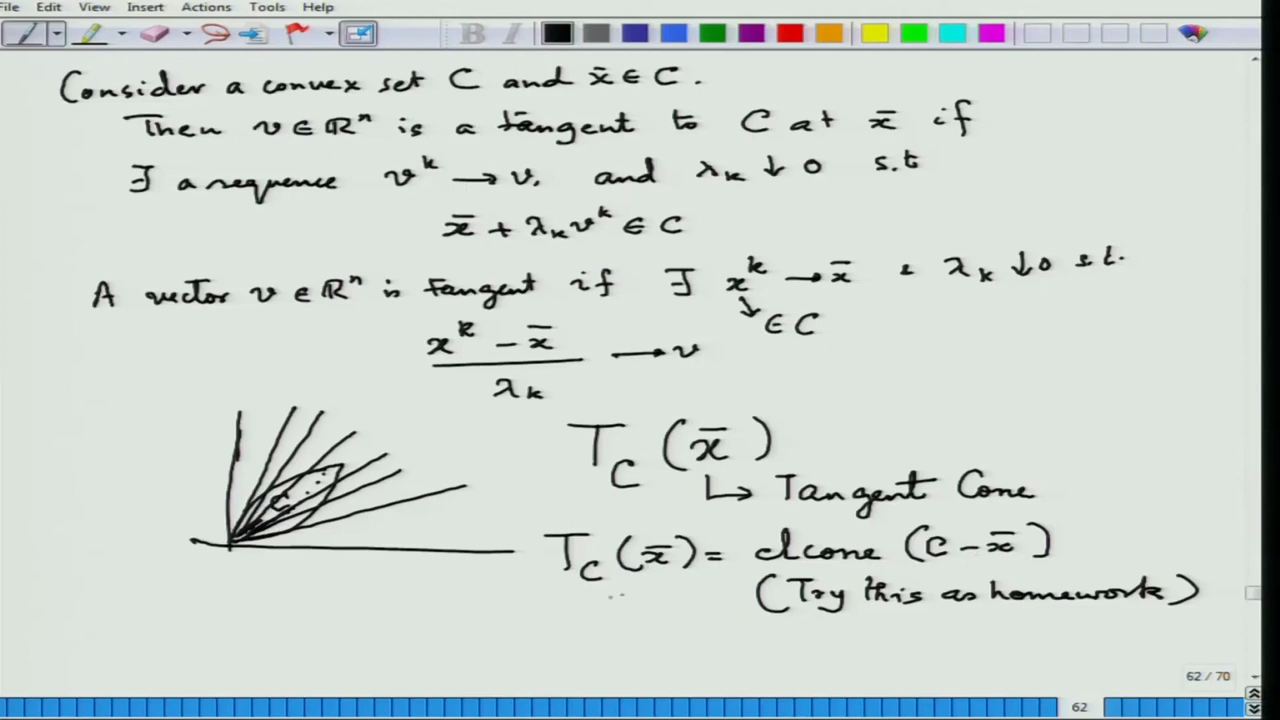 File Edit View Insert Actions Tools Help
B I
Consider a convex set C and x̄ ∈ C.
Then v ∈ ℝⁿ is a tangent to C at x̄ if
∃ a sequence vᵏ → v, and λₖ ↓ 0 s.t
x̄ + λₖvᵏ ∈ C
A vector v ∈ ℝⁿ is tangent if ∃ xᵏ → x̄ & λₖ ↓ 0 s.t.
↘ ∈ C
xᵏ - x̄
→ v
λₖ
T_C (x̄)
↳ Tangent Cone
C
T_C (x̄) = cl cone (C - x̄)
(Try this as homework)
62 / 70
62